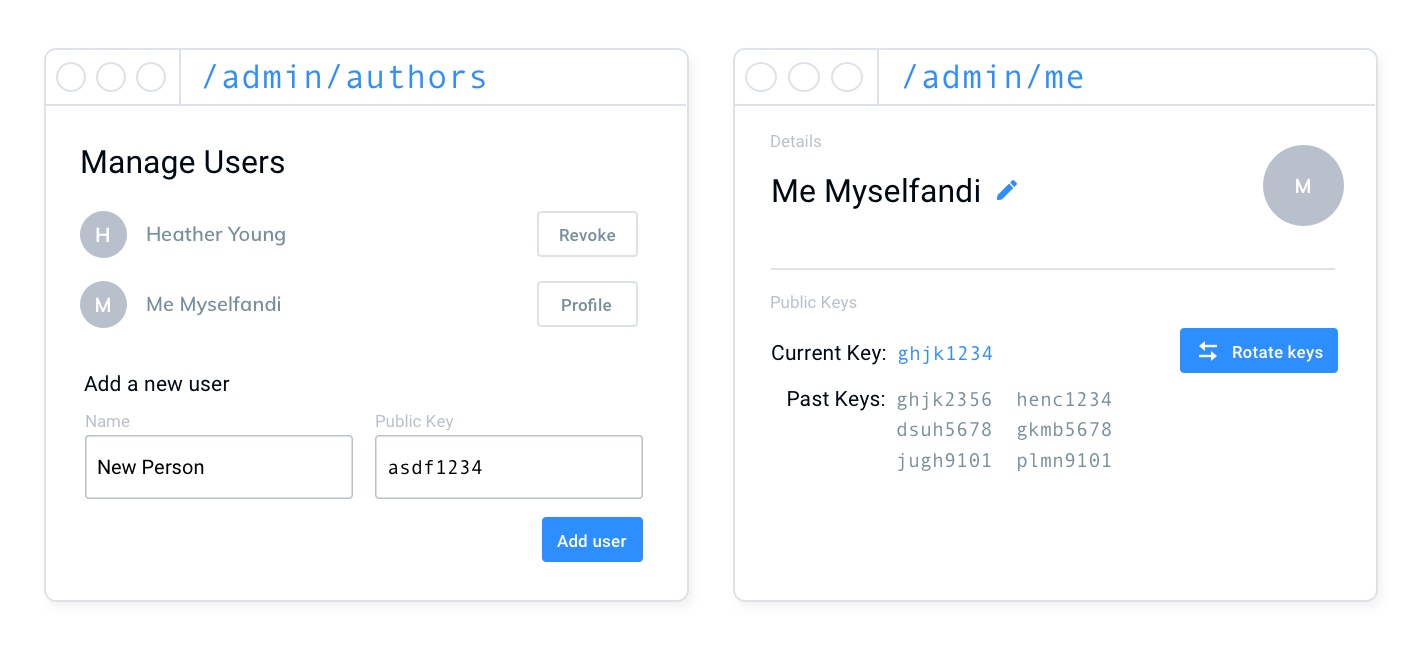 /admin/authors
Manage Users
H Heather Young Revoke
M Me Myselfandi Profile
Add a new user
Name Public Key
New Person asdf1234
Add user
/admin/me
Details
Me Myselfandi M
Public Keys
Current Key: ghjk1234 Rotate keys
Past Keys: ghjk2356 henc1234
dsuh5678 gkmb5678
jugh9101 plmn9101